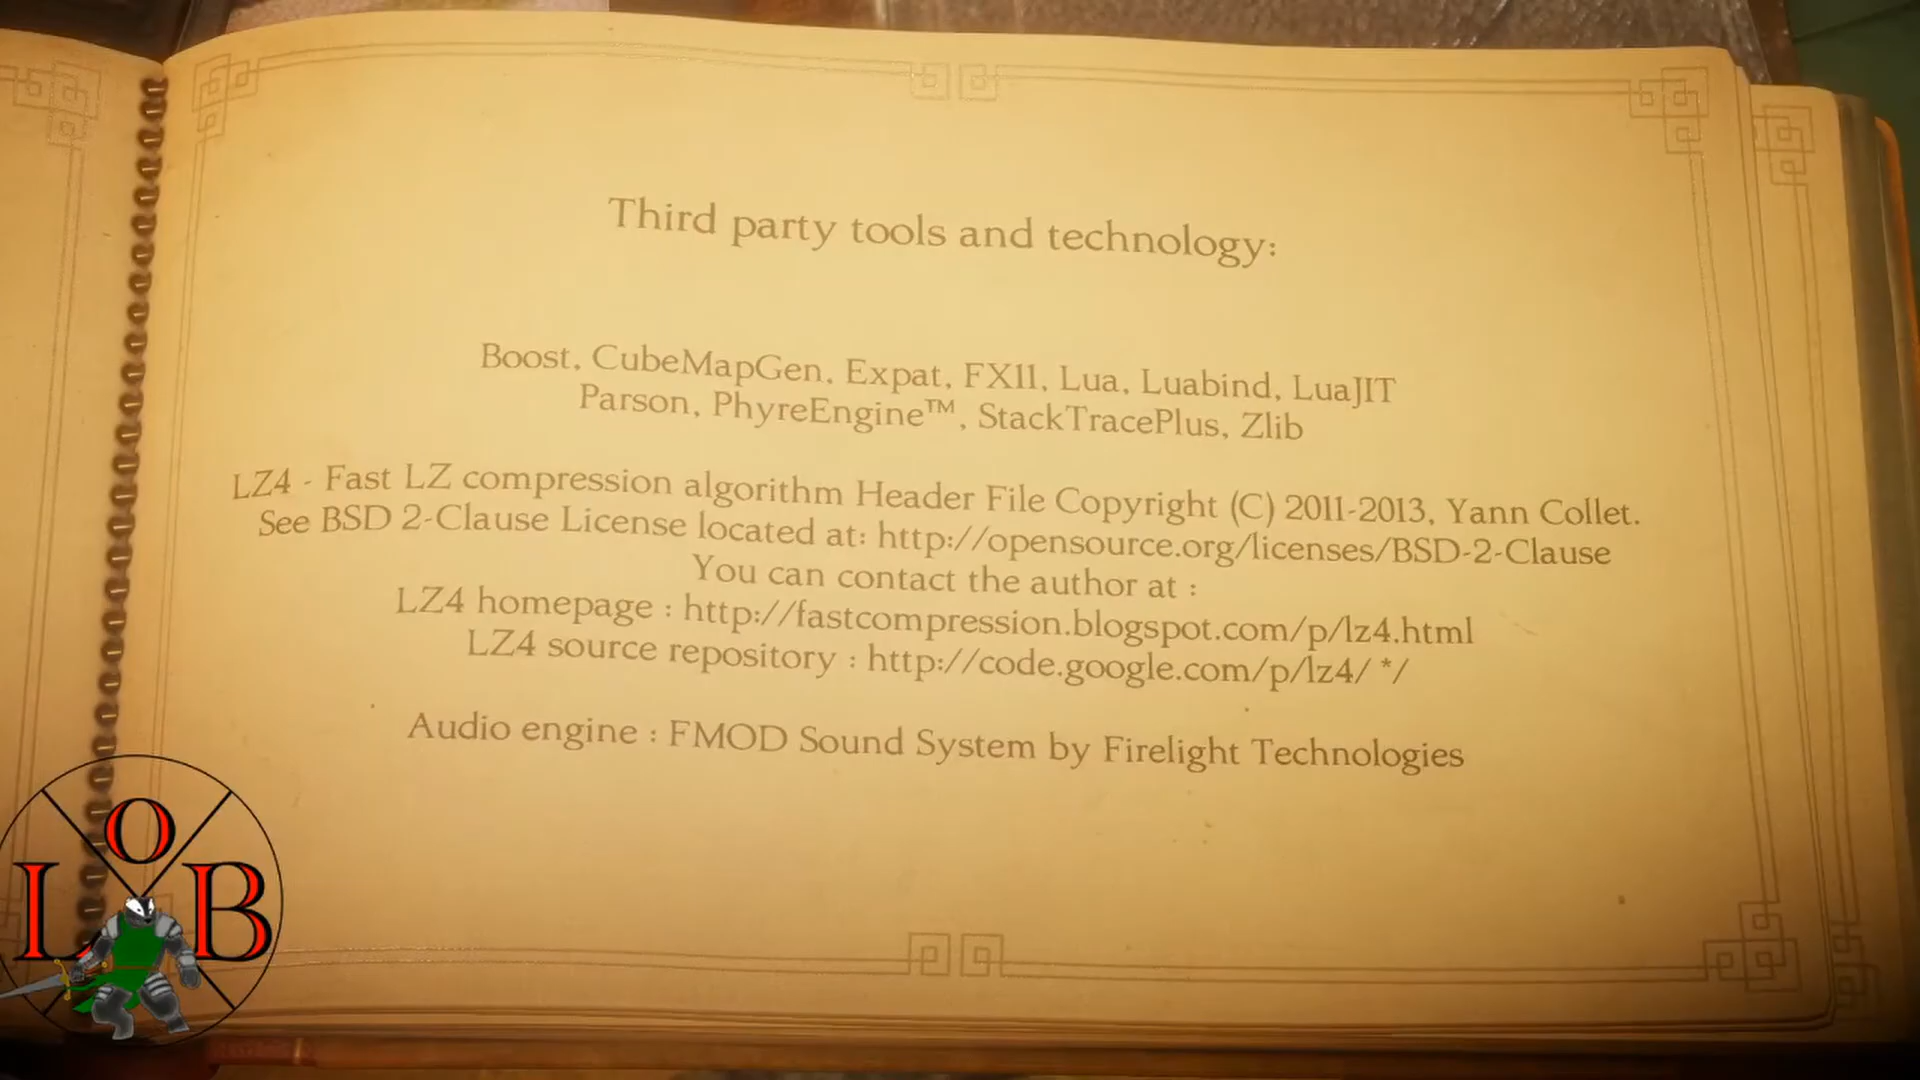 Third party tools and technology:
Boost, CubeMapGen, Expat, FX11, Lua, Luabind, LuaJIT
Parson, PhyreEngine™, StackTracePlus, Zlib
LZ4 - Fast LZ compression algorithm Header File Copyright (C) 2011-2013, Yann Collet.
See BSD 2-Clause License located at: http://opensource.org/licenses/BSD-2-Clause
You can contact the author at :
LZ4 homepage : http://fastcompression.blogspot.com/p/lz4.html
LZ4 source repository : http://code.google.com/p/lz4/ */
Audio engine : FMOD Sound System by Firelight Technologies
LOB